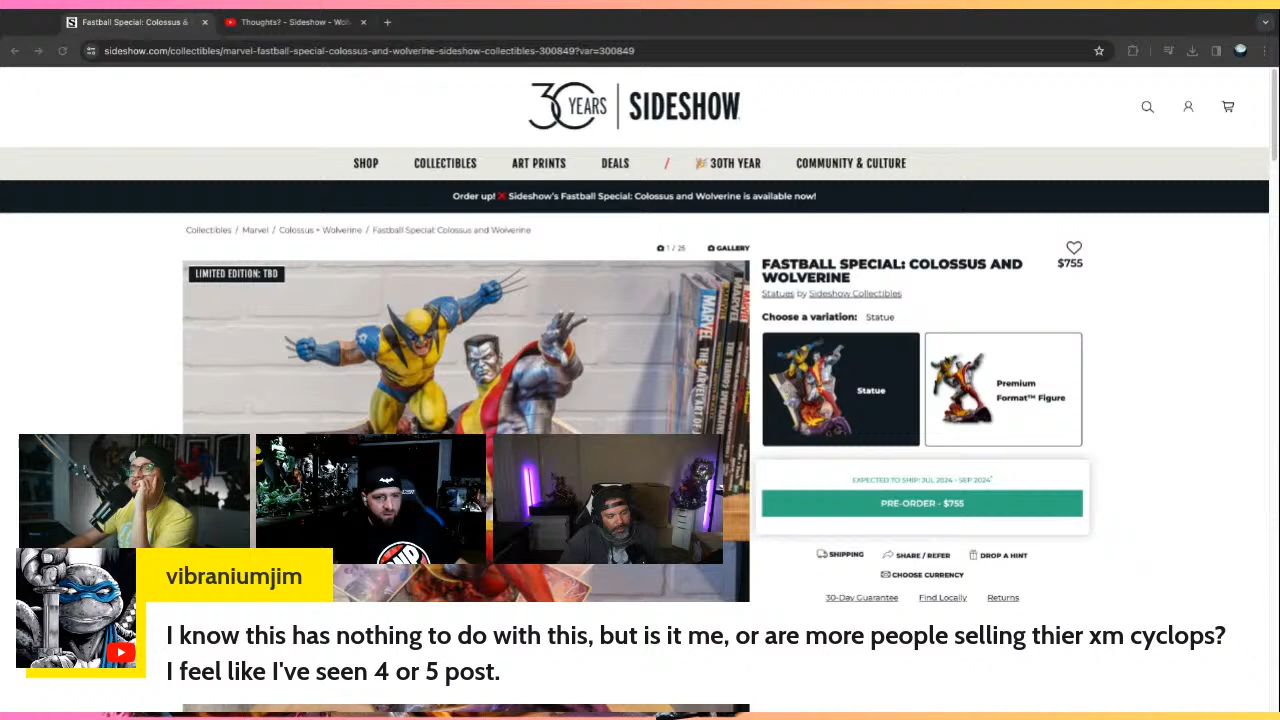 Fastball Special: Colossus &
Thoughts? - Sideshow - Wol
sideshow.com/collectibles/marvel-fastball-special-colossus-and-wolverine-sideshow-collectibles-300849?var=300849
30 YEARS | SIDESHOW
SHOP COLLECTIBLES ART PRINTS DEALS / 30TH YEAR COMMUNITY & CULTURE
Order up! Sideshow's Fastball Special: Colossus and Wolverine is available now!
Collectibles / Marvel / Colossus + Wolverine / Fastball Special: Colossus and Wolverine
1 / 25 GALLERY
LIMITED EDITION: TBD
FASTBALL SPECIAL: COLOSSUS AND
WOLVERINE
$755
Statues by Sideshow Collectibles
Choose a variation: Statue
Statue
Premium
Format™ Figure
EXPECTED TO SHIP: JUL 2024 - SEP 2024*
PRE-ORDER - $755
SHIPPING SHARE / REFER DROP A HINT
CHOOSE CURRENCY
30-Day Guarantee Find Locally Returns
MARVEL
vibraniumjim
I know this has nothing to do with this, but is it me, or are more people selling thier xm cyclops?
I feel like I've seen 4 or 5 post.